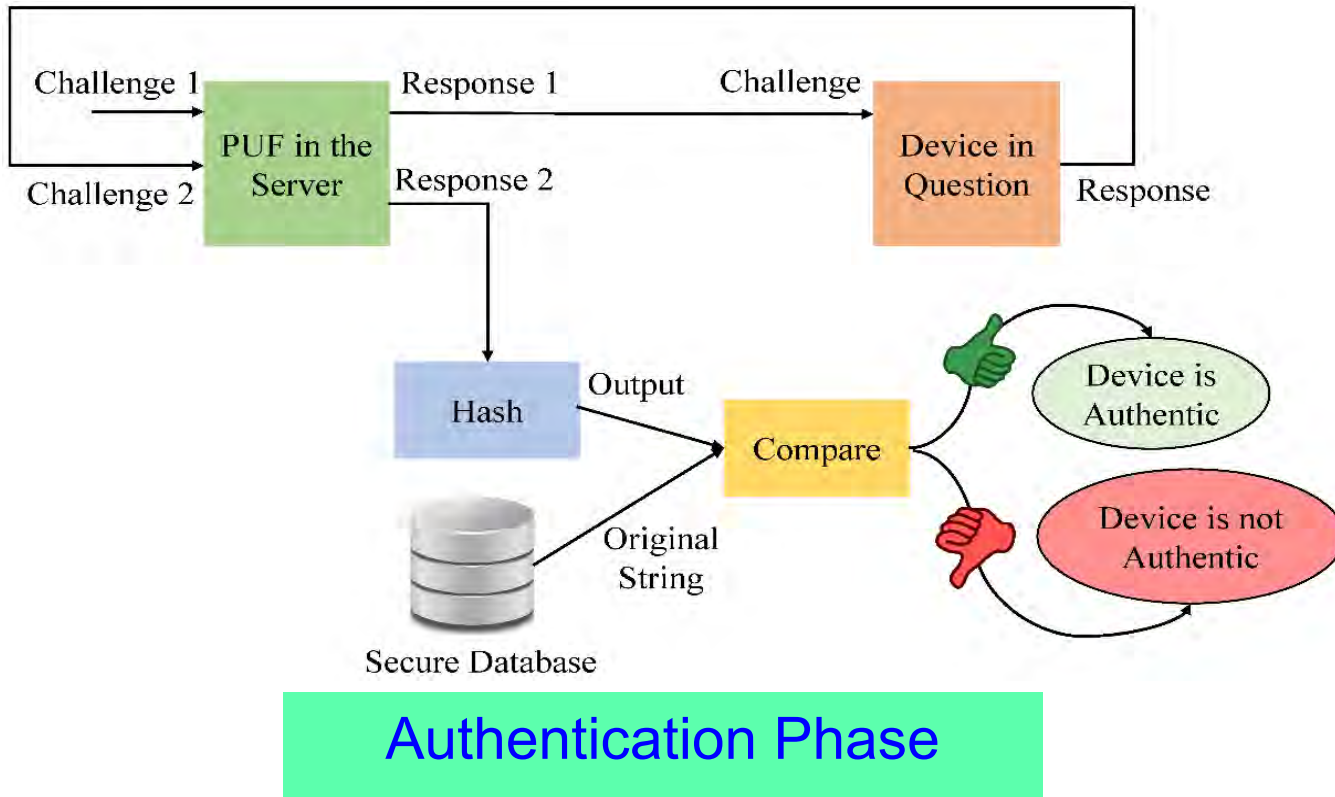 Challenge 1
Response 1
Challenge
PUF in the
Server
Device in
Question
Challenge 2
Response 2
Response
Hash
Output
Compare
Device is
Authentic
Device is not
Authentic
Original
String
Secure Database
Authentication Phase